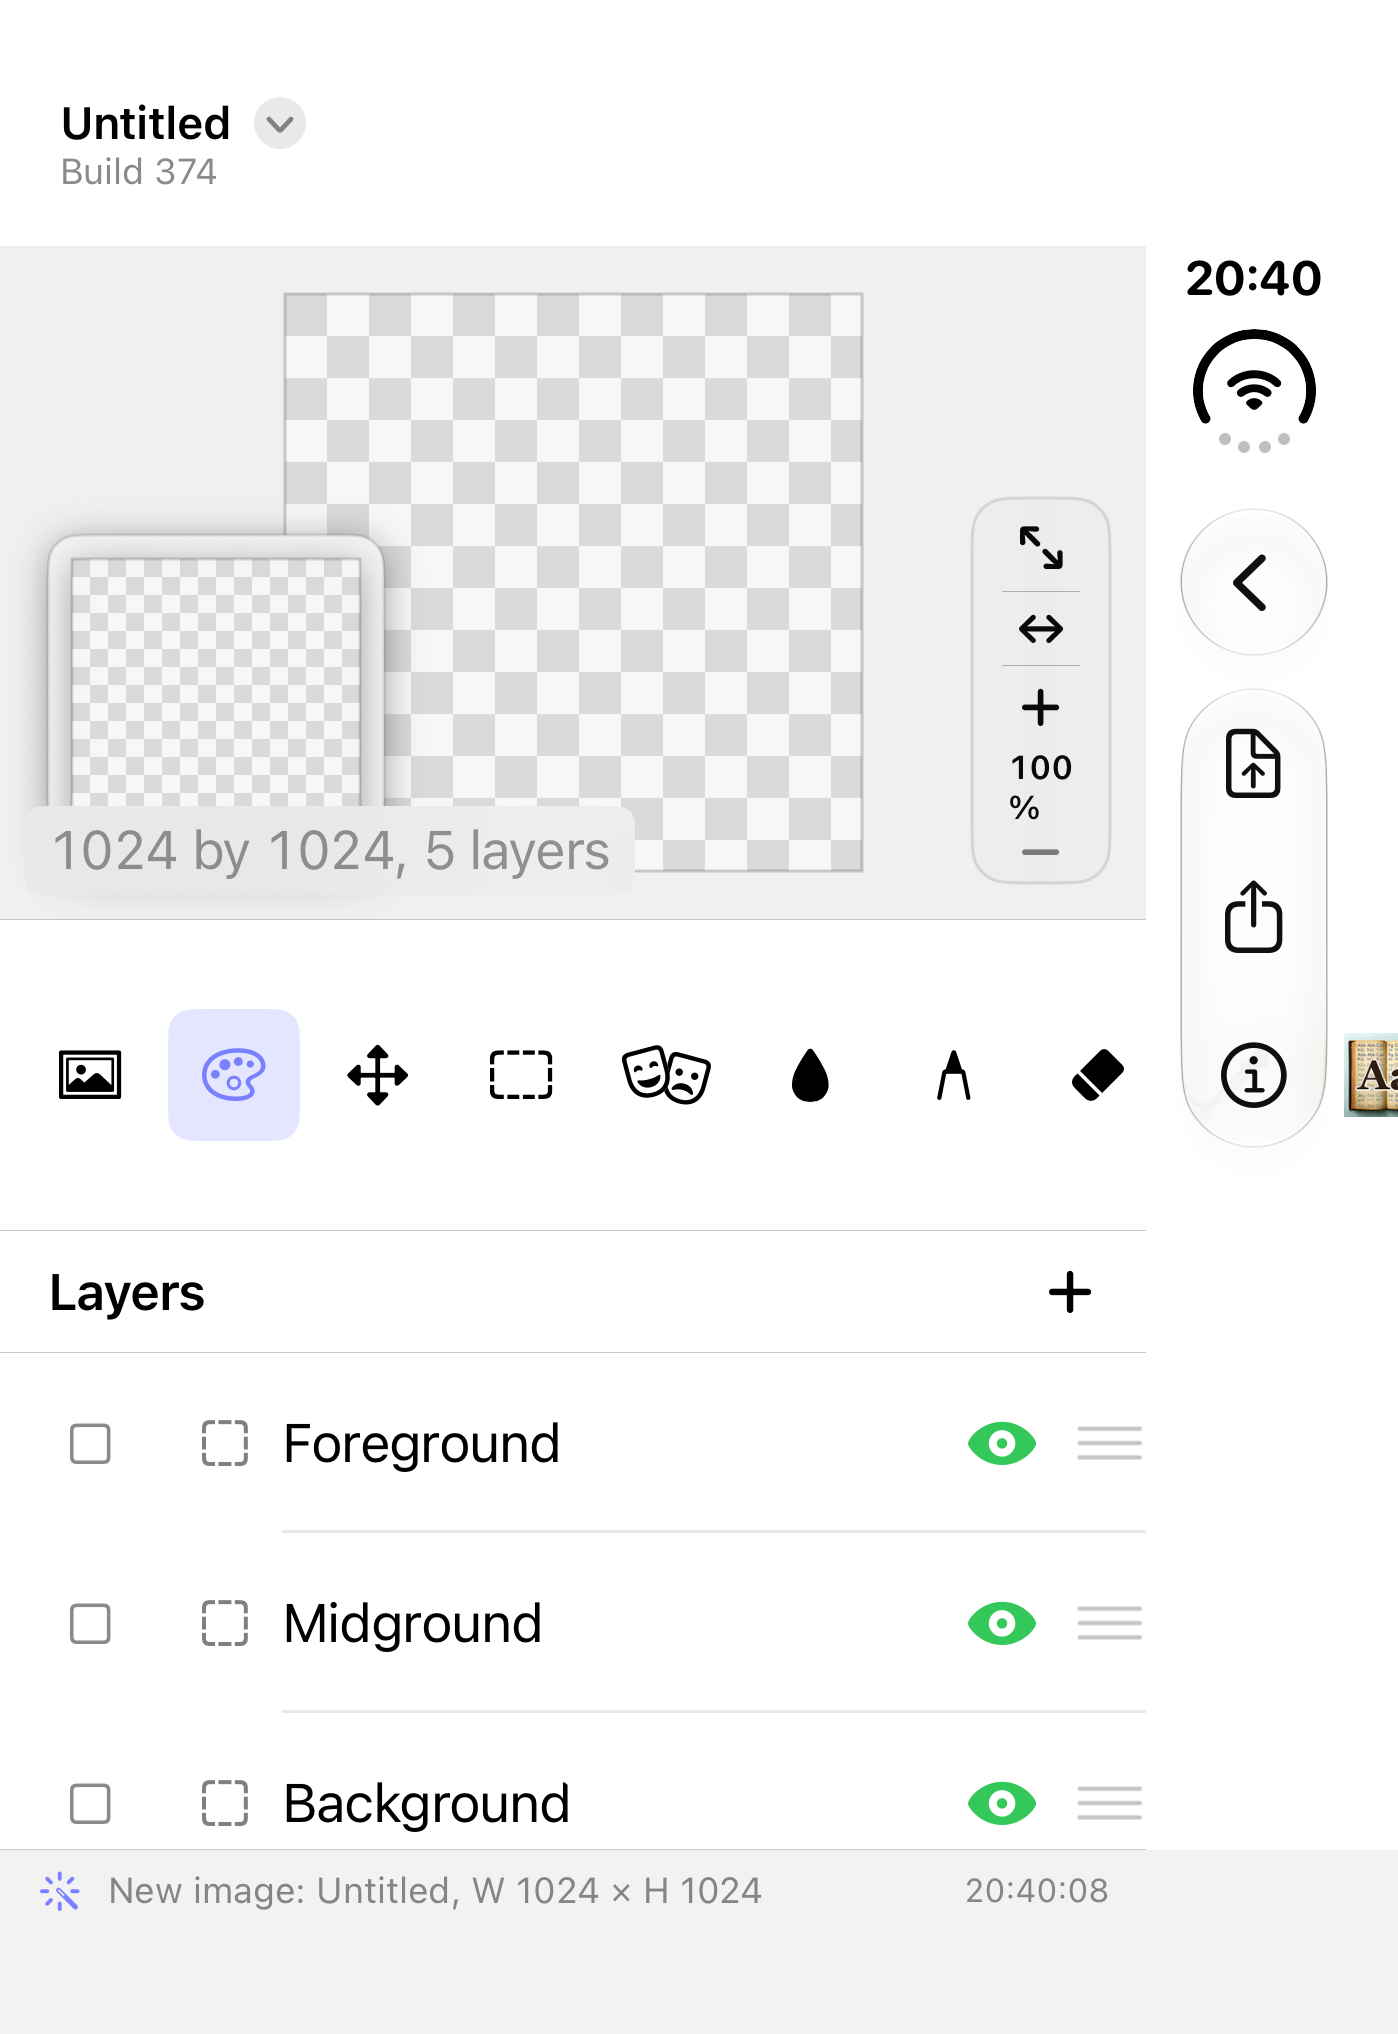 Untitled
Build 374
20:40
100
%
1024 by 1024, 5 layers
Layers
Foreground
Midground
Background
New image: Untitled, W 1024 × H 1024
20:40:08